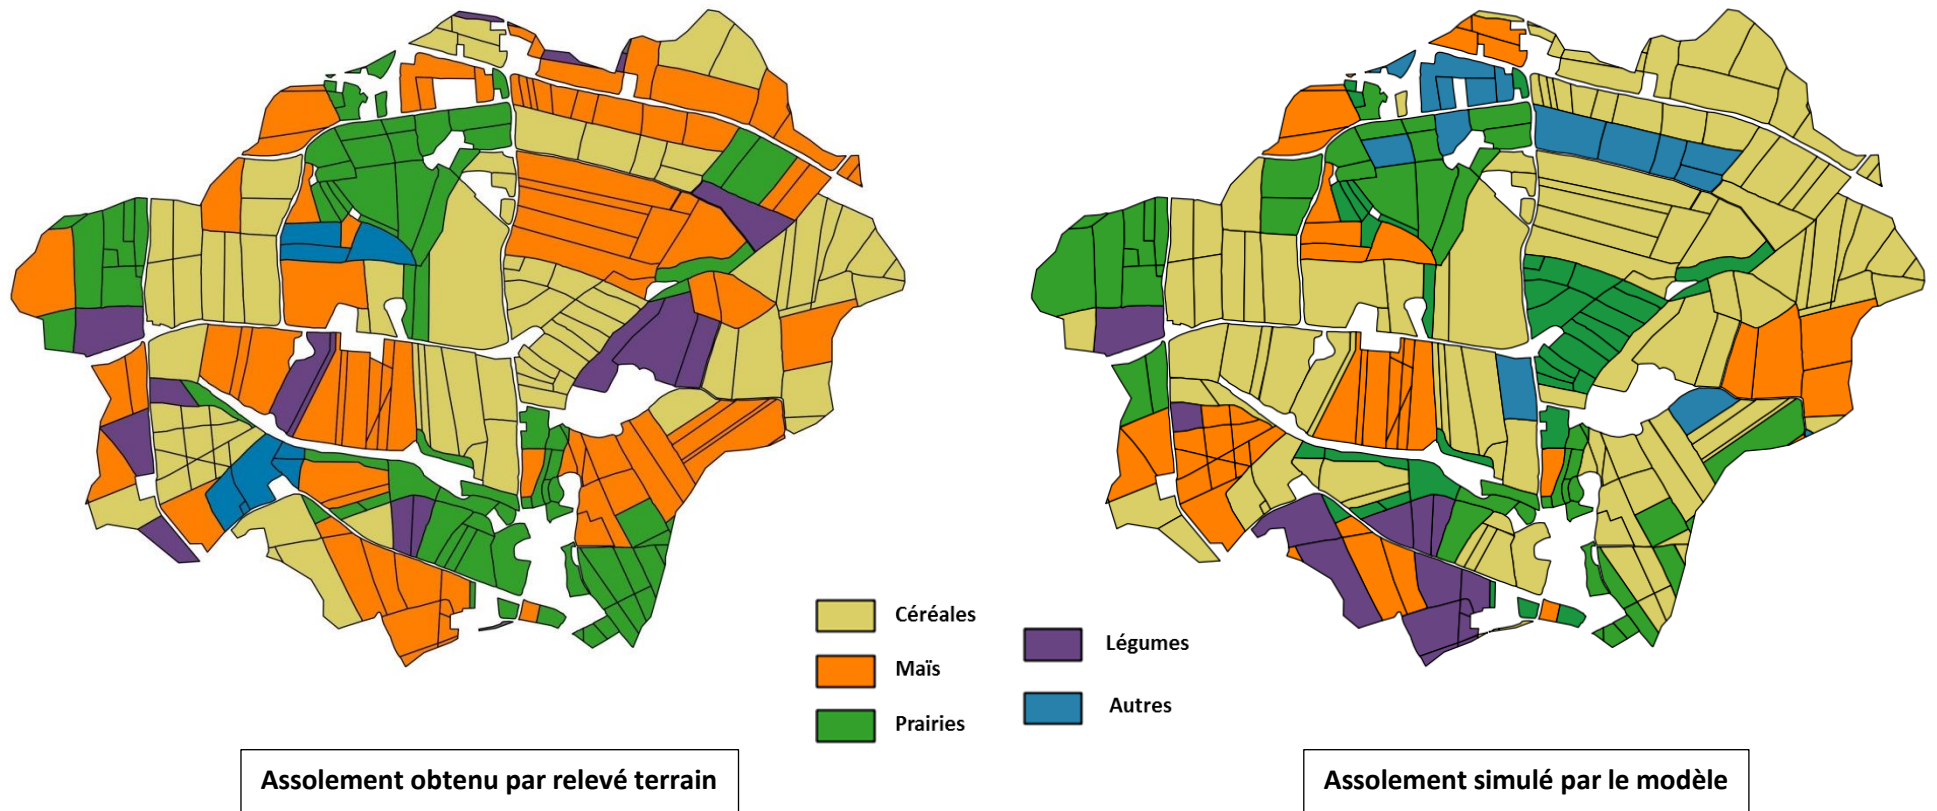 Céréales
Maïs
Prairies
Légumes
Autres
Assolement obtenu par relevé terrain
Assolement simulé par le modèle